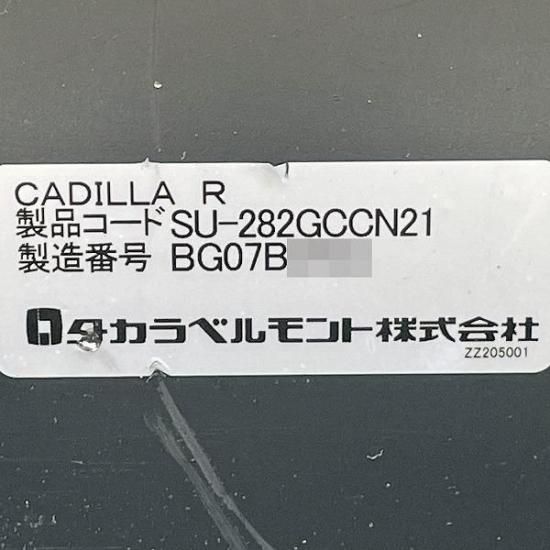 CADILLA R
製品コード SU-282GCCN21
製造番号 BG07B
タカラベルモント株式会社
ZZ205001